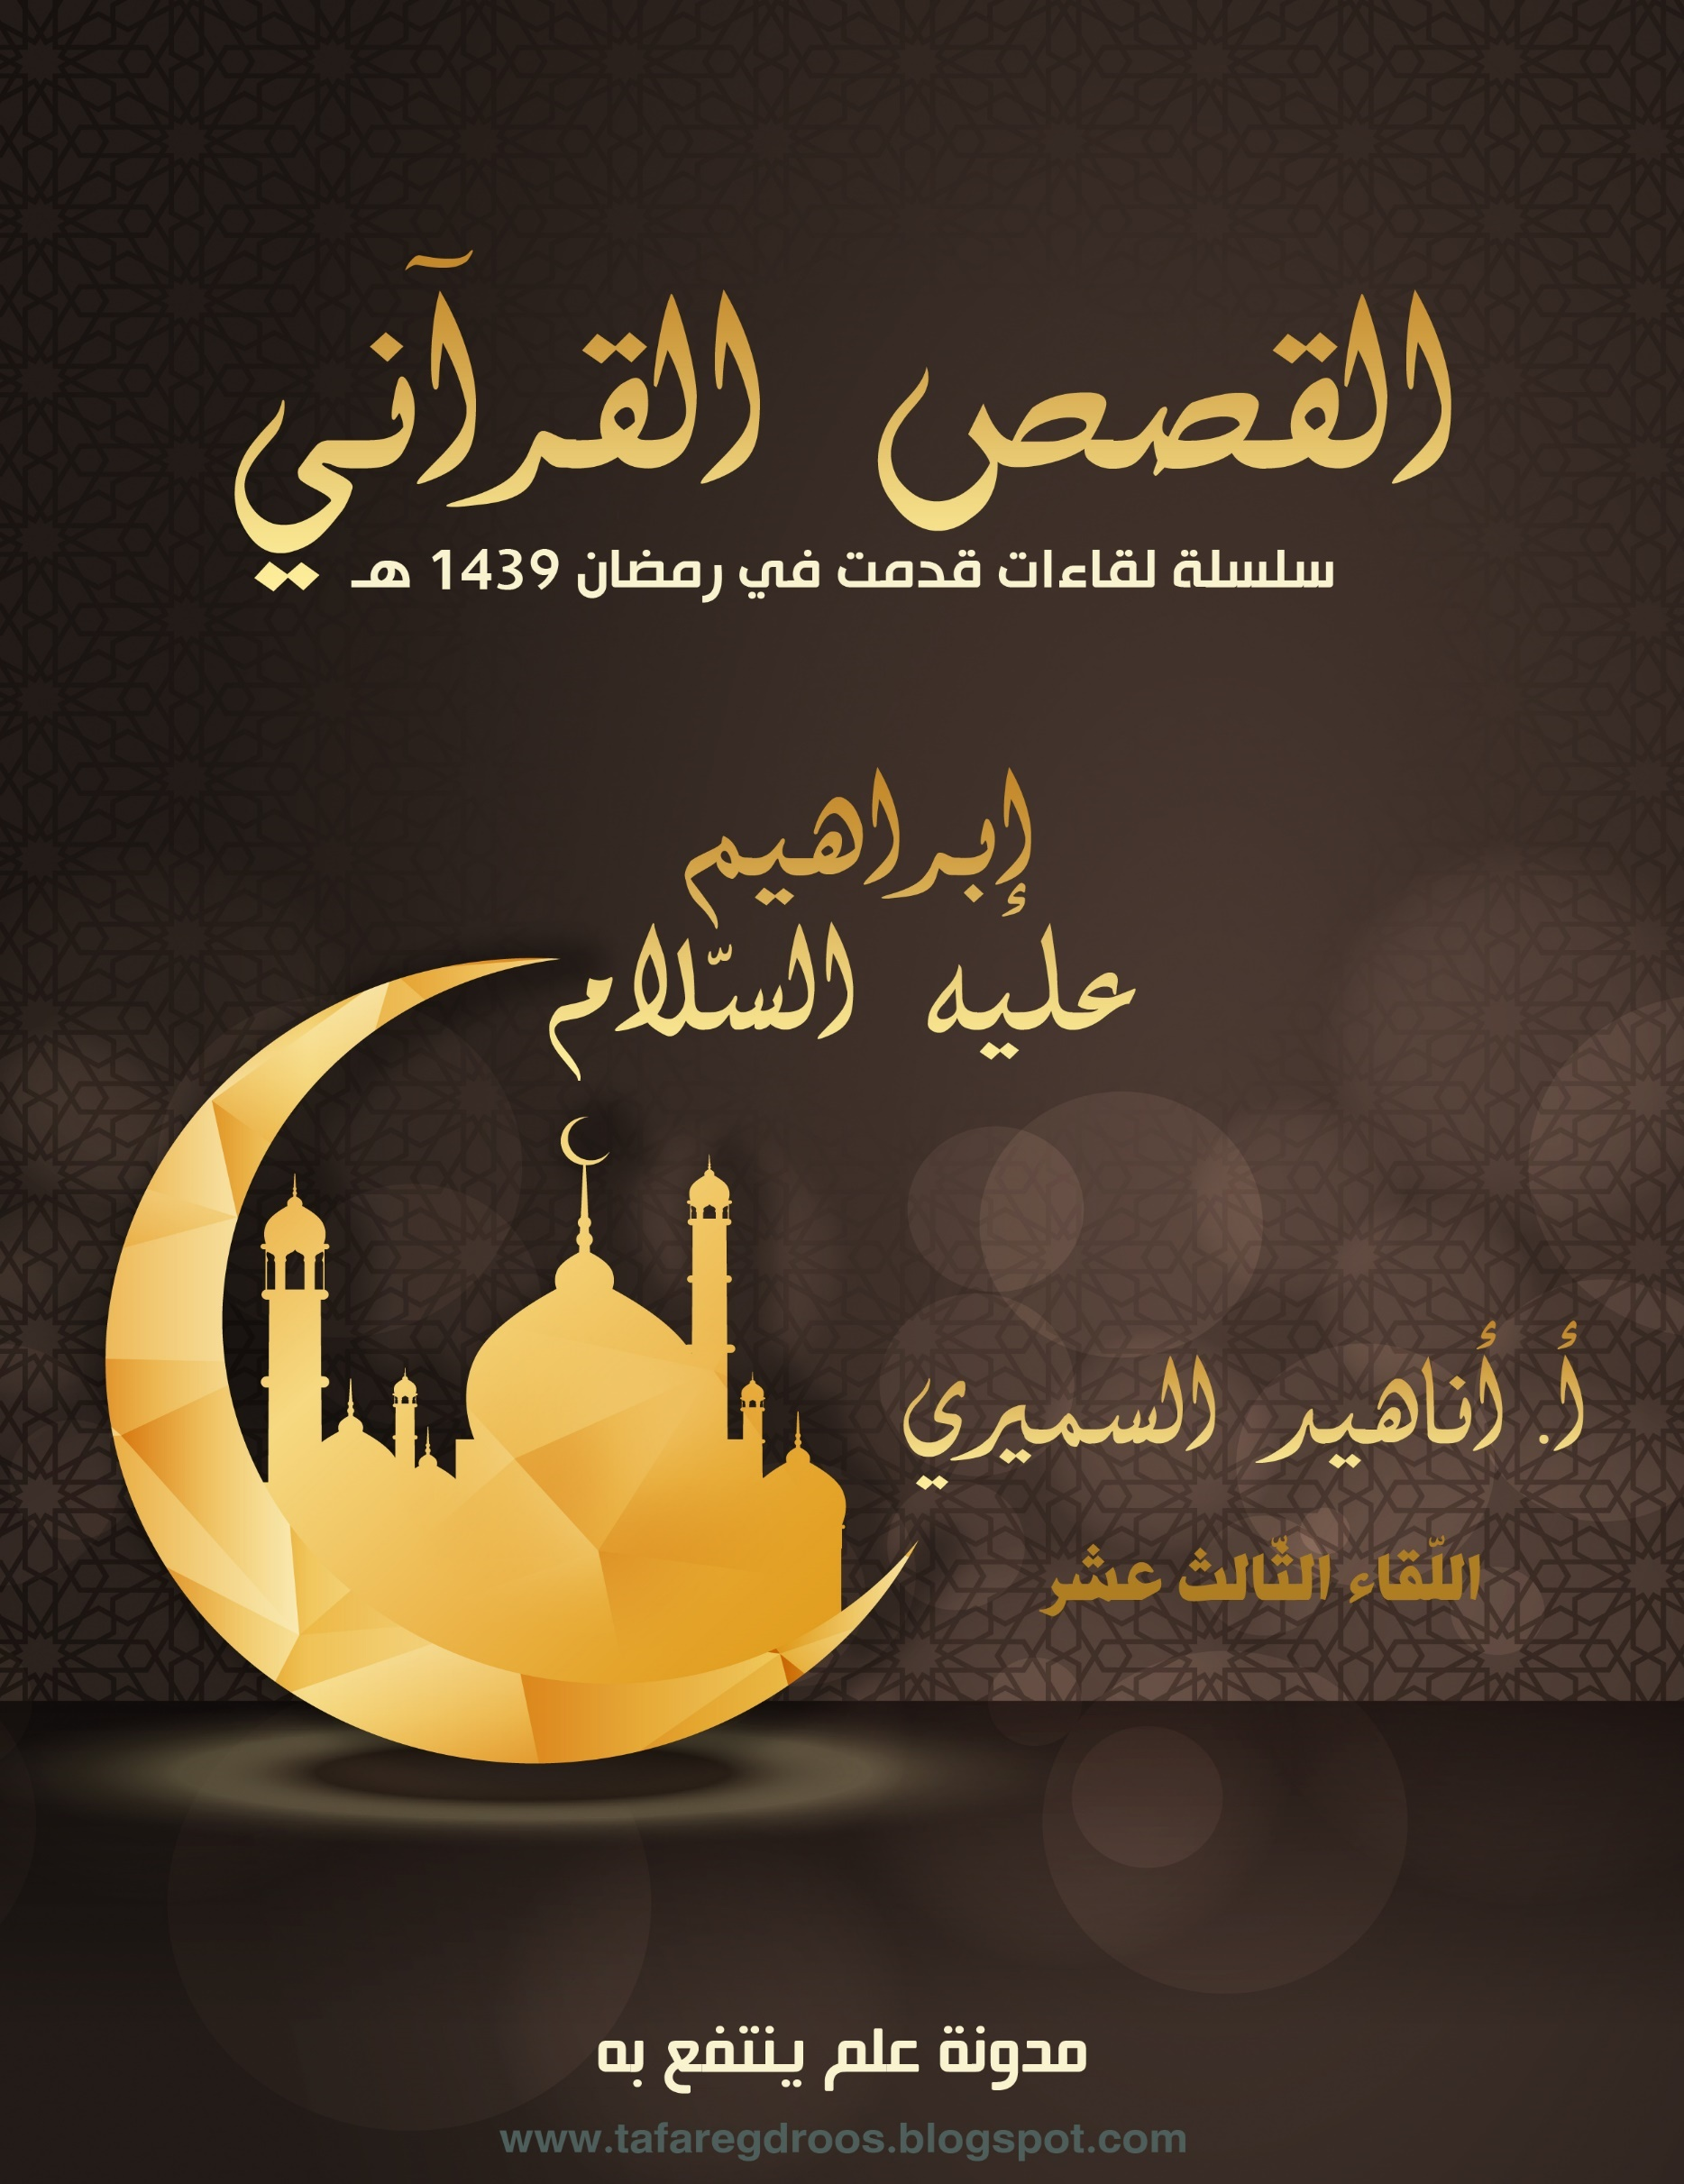 القصص القرآني
سلسلة لقاءات قدمت في رمضان 1439 هـ
إبراهيم
عليه السّلام
أ. أناهيد السميري
اللّقاء الثّالث عشر
مدونة علم ينتفع به
www.tafaregdroos.blogspot.com